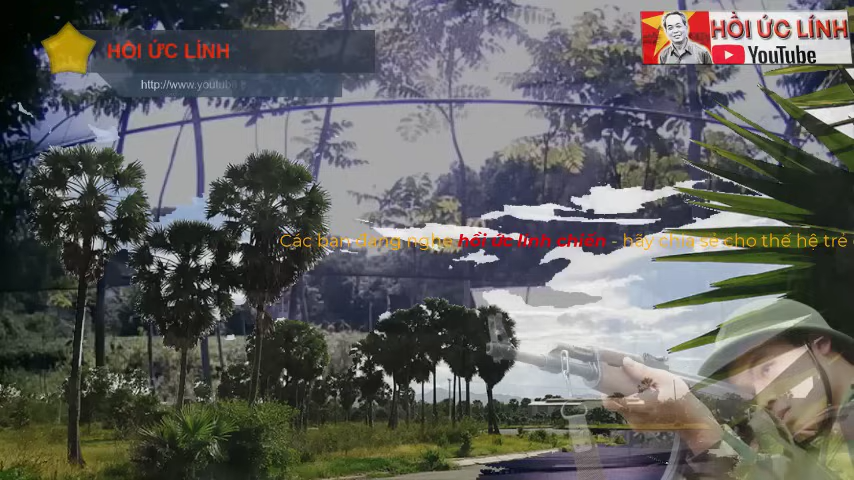 HỒI ỨC LÍNH
HỒI ỨC LÍNH
YouTube
http://www.youtube
Các bạn đang nghe hồi ức lính chiến - hãy chia sẻ cho thế hệ trẻ